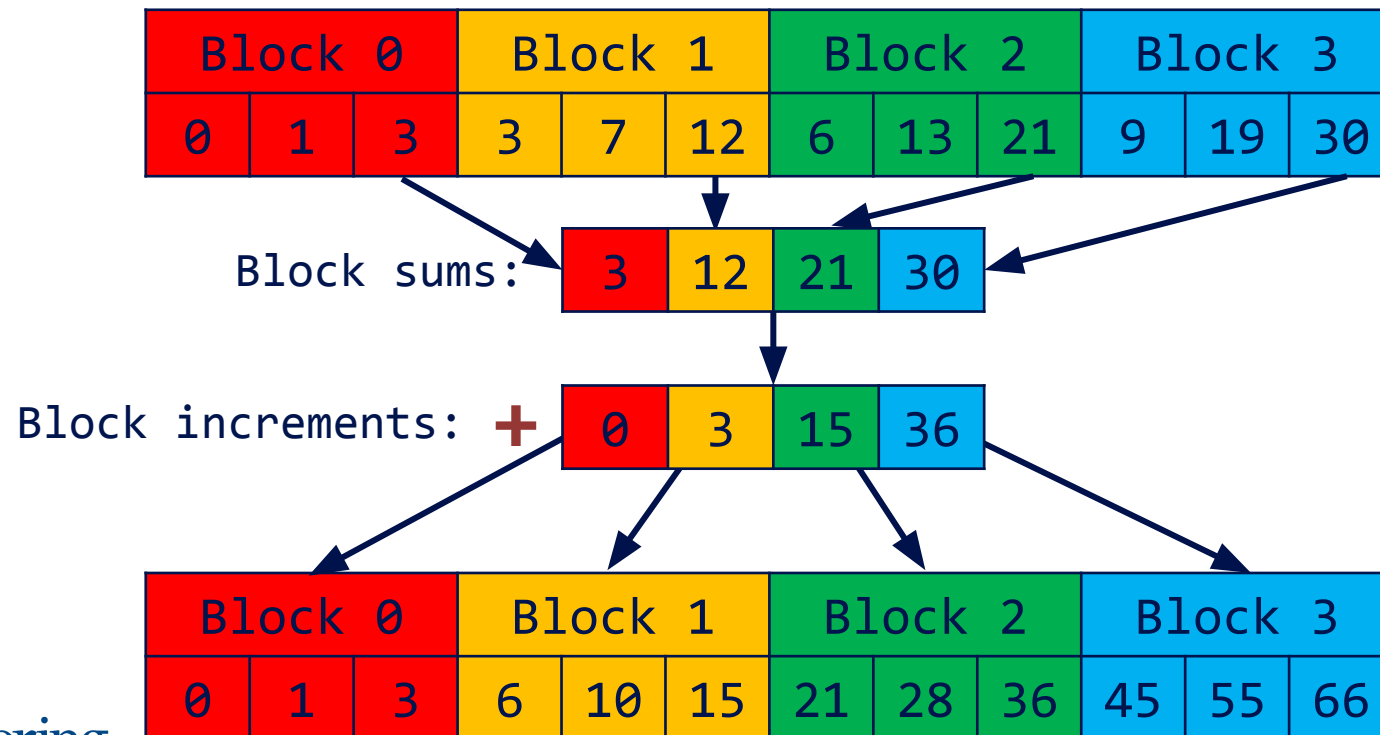 Block 0 Block 1 Block 2 Block 3
0 1 3 3 7 12 6 13 21 9 19 30
Block sums: 3 12 21 30
Block increments: + 0 3 15 36
Block 0 Block 1 Block 2 Block 3
0 1 3 6 10 15 21 28 36 45 55 66